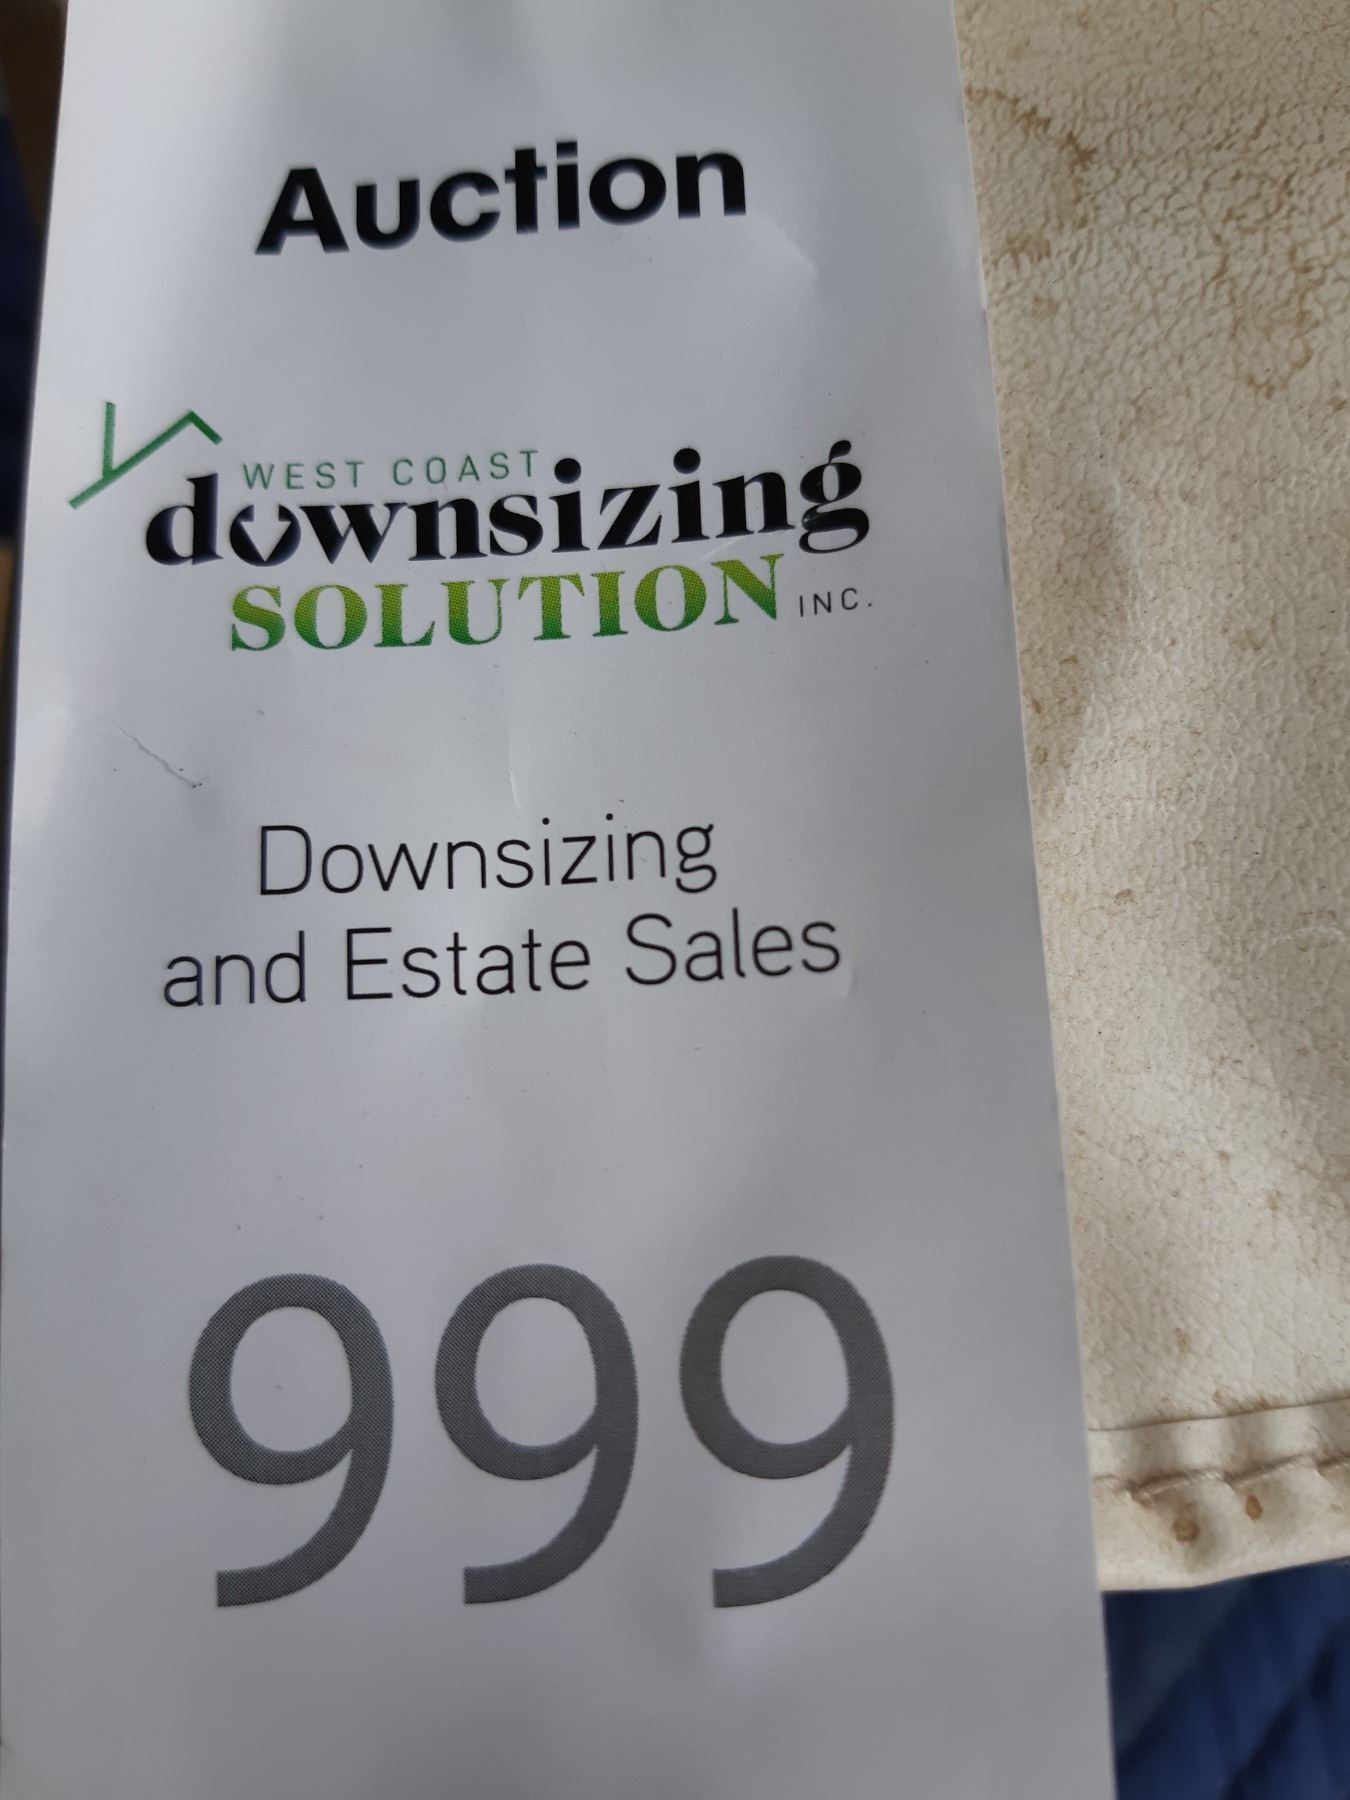 Auction
WEST COAST
downsizing
SOLUTION INC.
Downsizing
and Estate Sales
999